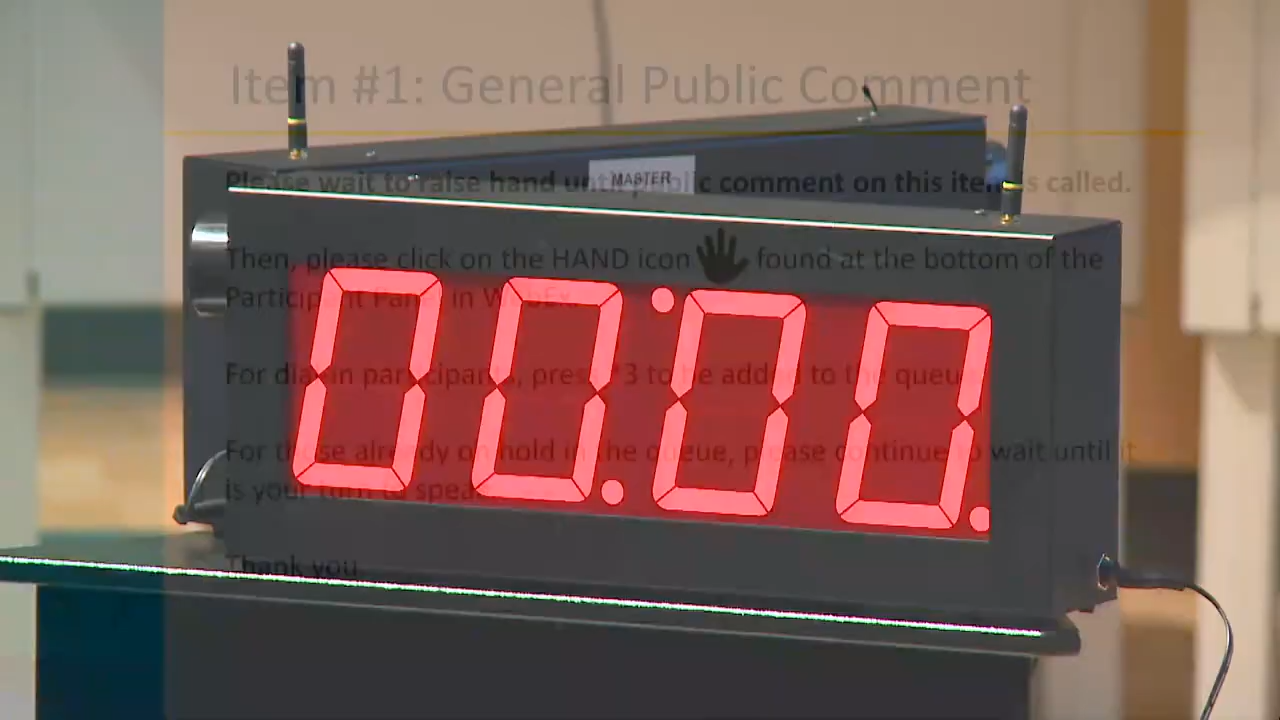 Item #1: General Public Comment
MASTER
Please wait to raise hand until public comment on this item is called.
Then, please click on the HAND icon found at the bottom of the
Participant Panel in WebEx.
00:00
For dial-in participants, press *3 to be added to the queue.
For those already on hold in the queue, please continue to wait until it
is your turn to speak.
Thank you